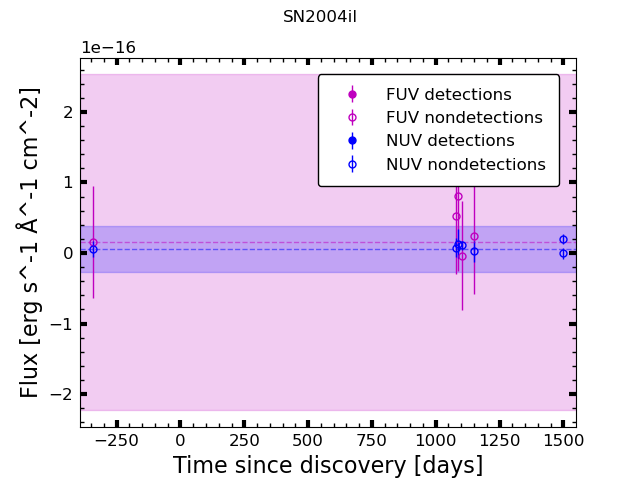 SN2004il
1e−16
Flux [erg s^-1 Å^-1 cm^-2]
2
1
0
−1
−2
FUV detections
FUV nondetections
NUV detections
NUV nondetections
−250 0 250 500 750 1000 1250 1500
Time since discovery [days]